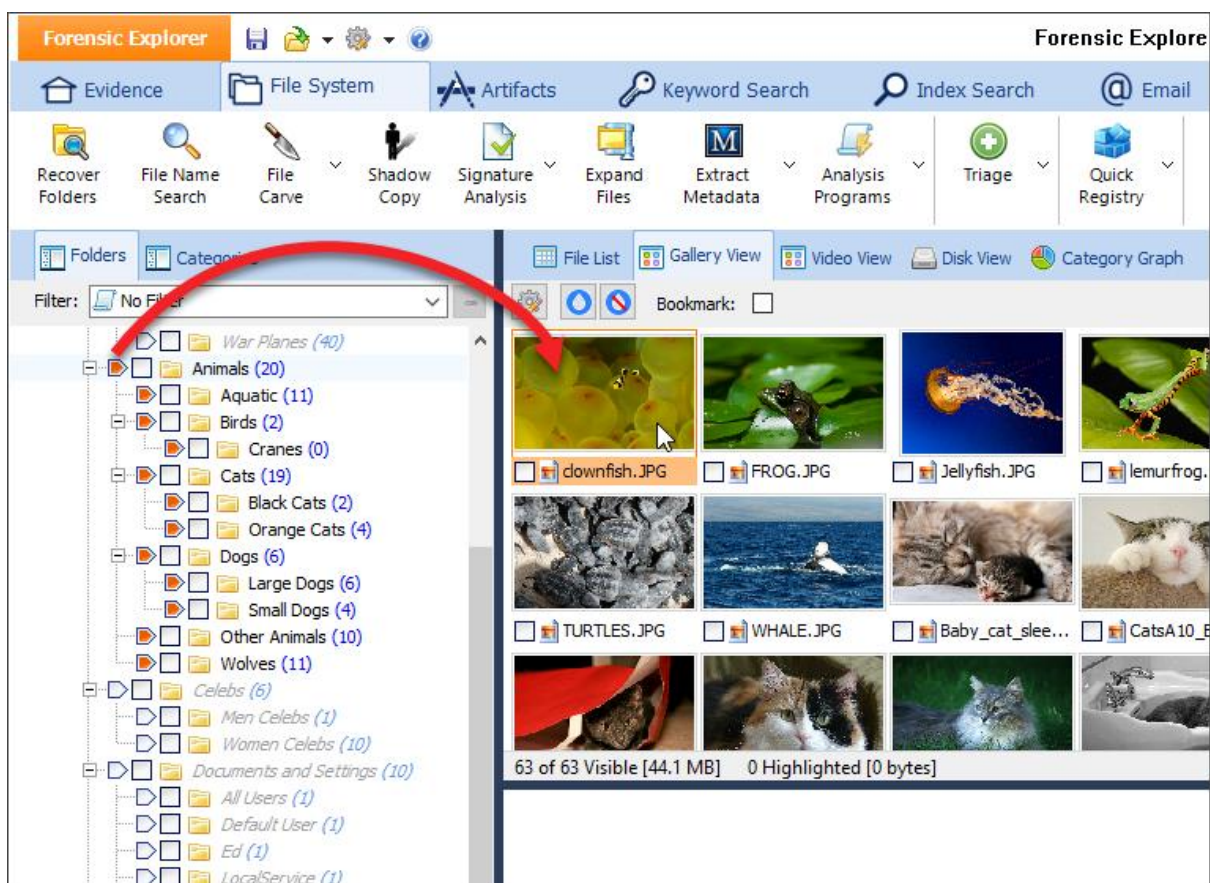 Forensic Explorer
Forensic Explore
Evidence
File System
Artifacts
Keyword Search
Index Search
Email
Recover Folders
File Name Search
File Carve
Shadow Copy
Signature Analysis
Expand Files
Extract Metadata
Analysis Programs
Triage
Quick Registry
Folders
File List
Gallery View
Video View
Disk View
Category Graph
Filter:
Bookmark:
War Planes (40)
Animals (20)
Aquatic (11)
Birds (2)
Cranes (0)
Cats (19)
Black Cats (2)
Orange Cats (4)
Dogs (6)
Large Dogs (6)
Small Dogs (4)
Other Animals (10)
Wolves (11)
Celebs (6)
Men Celebs (1)
Women Celebs (10)
Documents and Settings (10)
All Users (1)
Default User (1)
Ed (1)
LocalService (1)
clownfish.JPG
FROG.JPG
Jellyfish.JPG
lemurfrog.
TURTLES.JPG
WHALE.JPG
Baby_cat_slee...
CatsA10_
63 of 63 Visible [44.1 MB] 0 Highlighted [0 bytes]